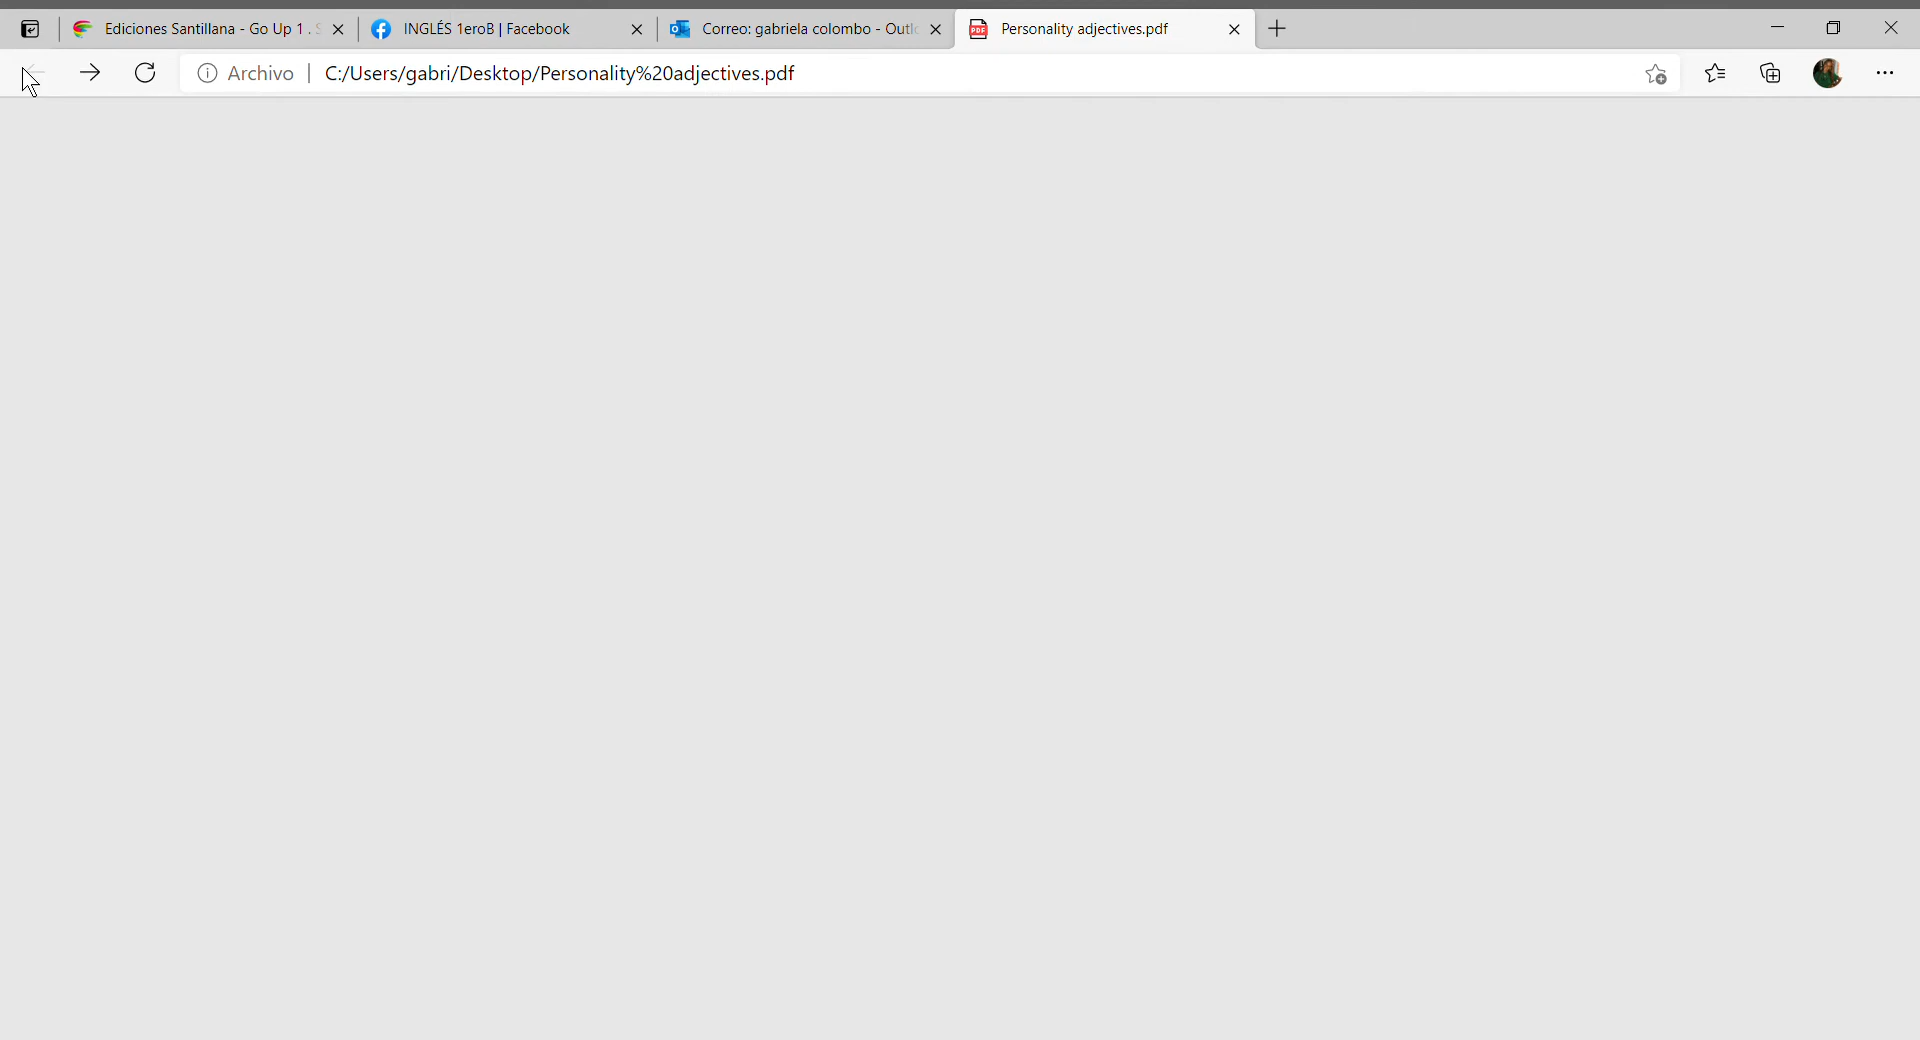 Ediciones Santillana - Go Up 1 .
INGLÉS 1eroB | Facebook
Correo: gabriela colombo - Outl
Personality adjectives.pdf
Archivo | C:/Users/gabri/Desktop/Personality%20adjectives.pdf